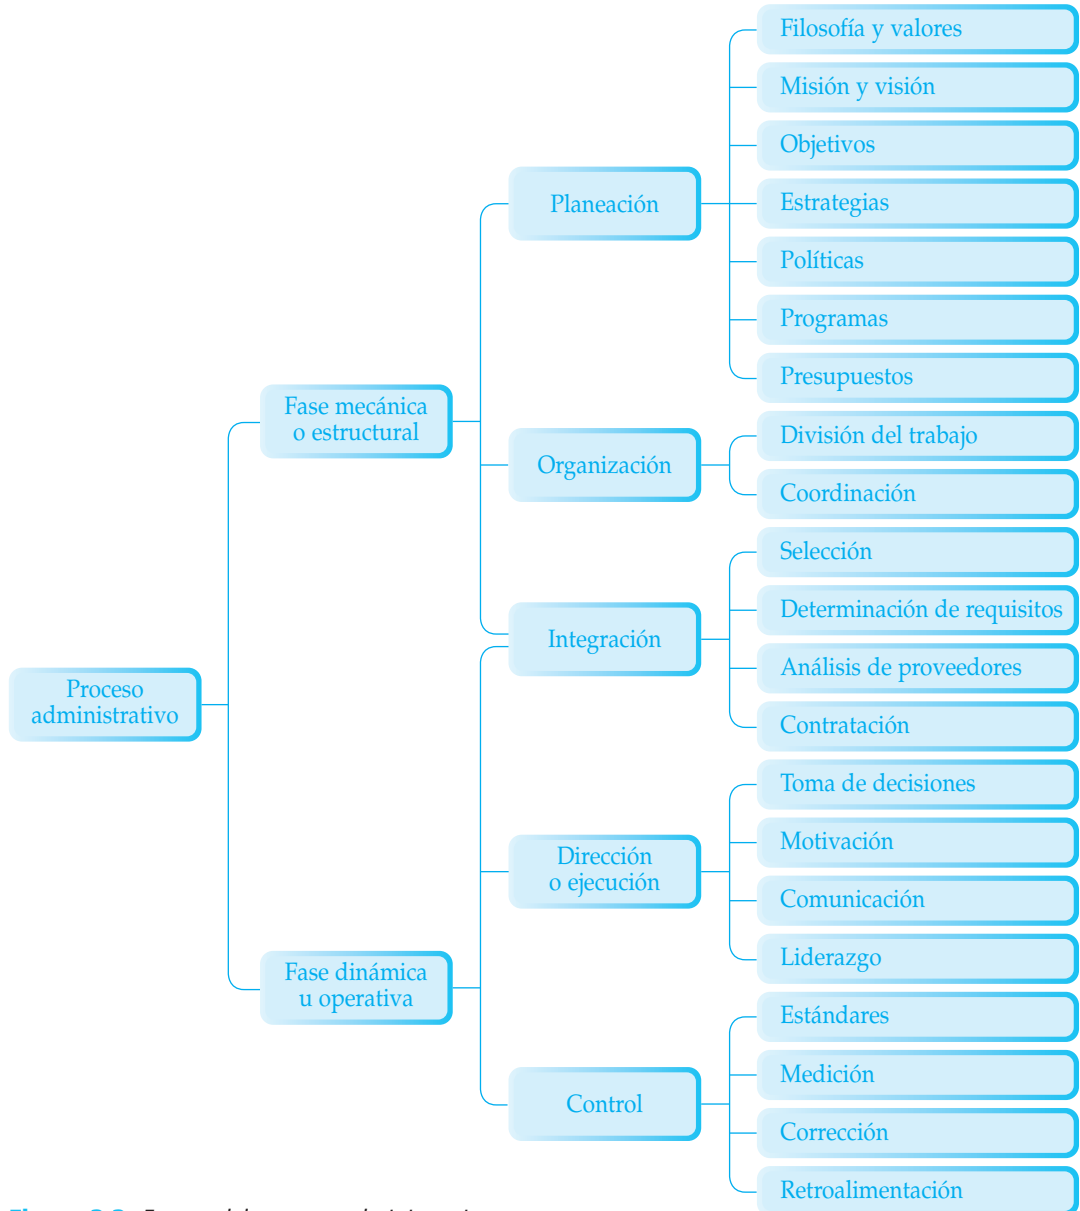 Proceso
administrativo
Fase mecánica
o estructural
Planeación
Filosofía y valores
Misión y visión
Objetivos
Estrategias
Políticas
Programas
Presupuestos
Organización
División del trabajo
Coordinación
Integración
Selección
Determinación de requisitos
Análisis de proveedores
Contratación
Fase dinámica
u operativa
Dirección
o ejecución
Toma de decisiones
Motivación
Comunicación
Liderazgo
Control
Estándares
Medición
Corrección
Retroalimentación